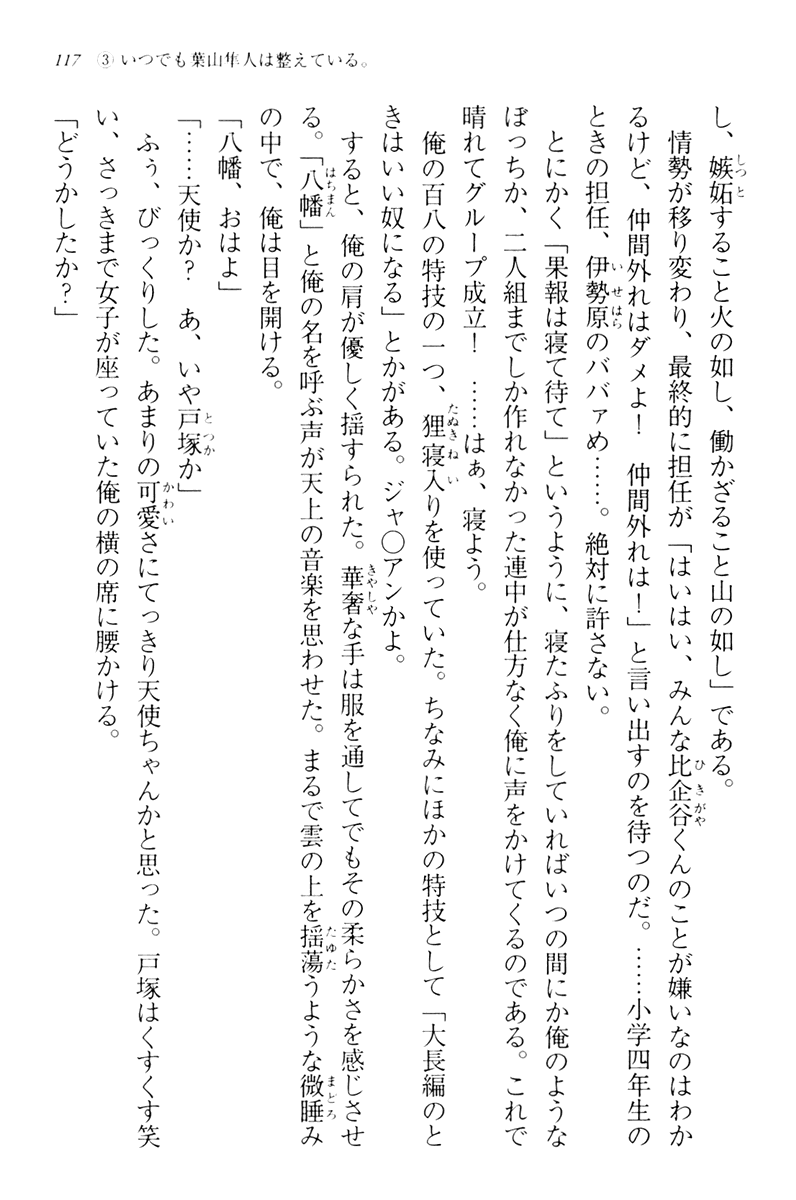 117　③いつでも葉山隼人は整えている。
し、嫉妬すること火の如し、働かざること山の如し」である。
　情勢が移り変わり、最終的に担任が「はいはい、みんな比企谷くんのことが嫌いなのはわか
るけど、仲間外れはダメよ！　仲間外れは！」と言い出すのを待つのだ。……小学四年生の
ときの担任、伊勢原のババァめ……。絶対に許さない。
　とにかく「果報は寝て待て」というように、寝たふりをしていればいつの間にか俺のような
ぼっちか、二人組までしか作れなかった連中が仕方なく俺に声をかけてくるのである。これで
晴れてグループ成立！　……はぁ、寝よう。
　俺の百八の特技の一つ、狸寝入りを使っていた。ちなみにほかの特技として「大長編のと
きはいい奴になる」とかがある。ジャ〇アンかよ。
　すると、俺の肩が優しく揺すられた。華奢な手は服を通してでもその柔らかさを感じさせ
る。「八幡」と俺の名を呼ぶ声が天上の音楽を思わせた。まるで雲の上を揺蕩うような微睡み
の中で、俺は目を開ける。
「八幡、おはよ」
「……天使か？　あ、いや戸塚か」
　ふぅ、びっくりした。あまりの可愛さにてっきり天使ちゃんかと思った。戸塚はくすくす笑
い、さっきまで女子が座っていた俺の横の席に腰かける。
「どうかしたか？」